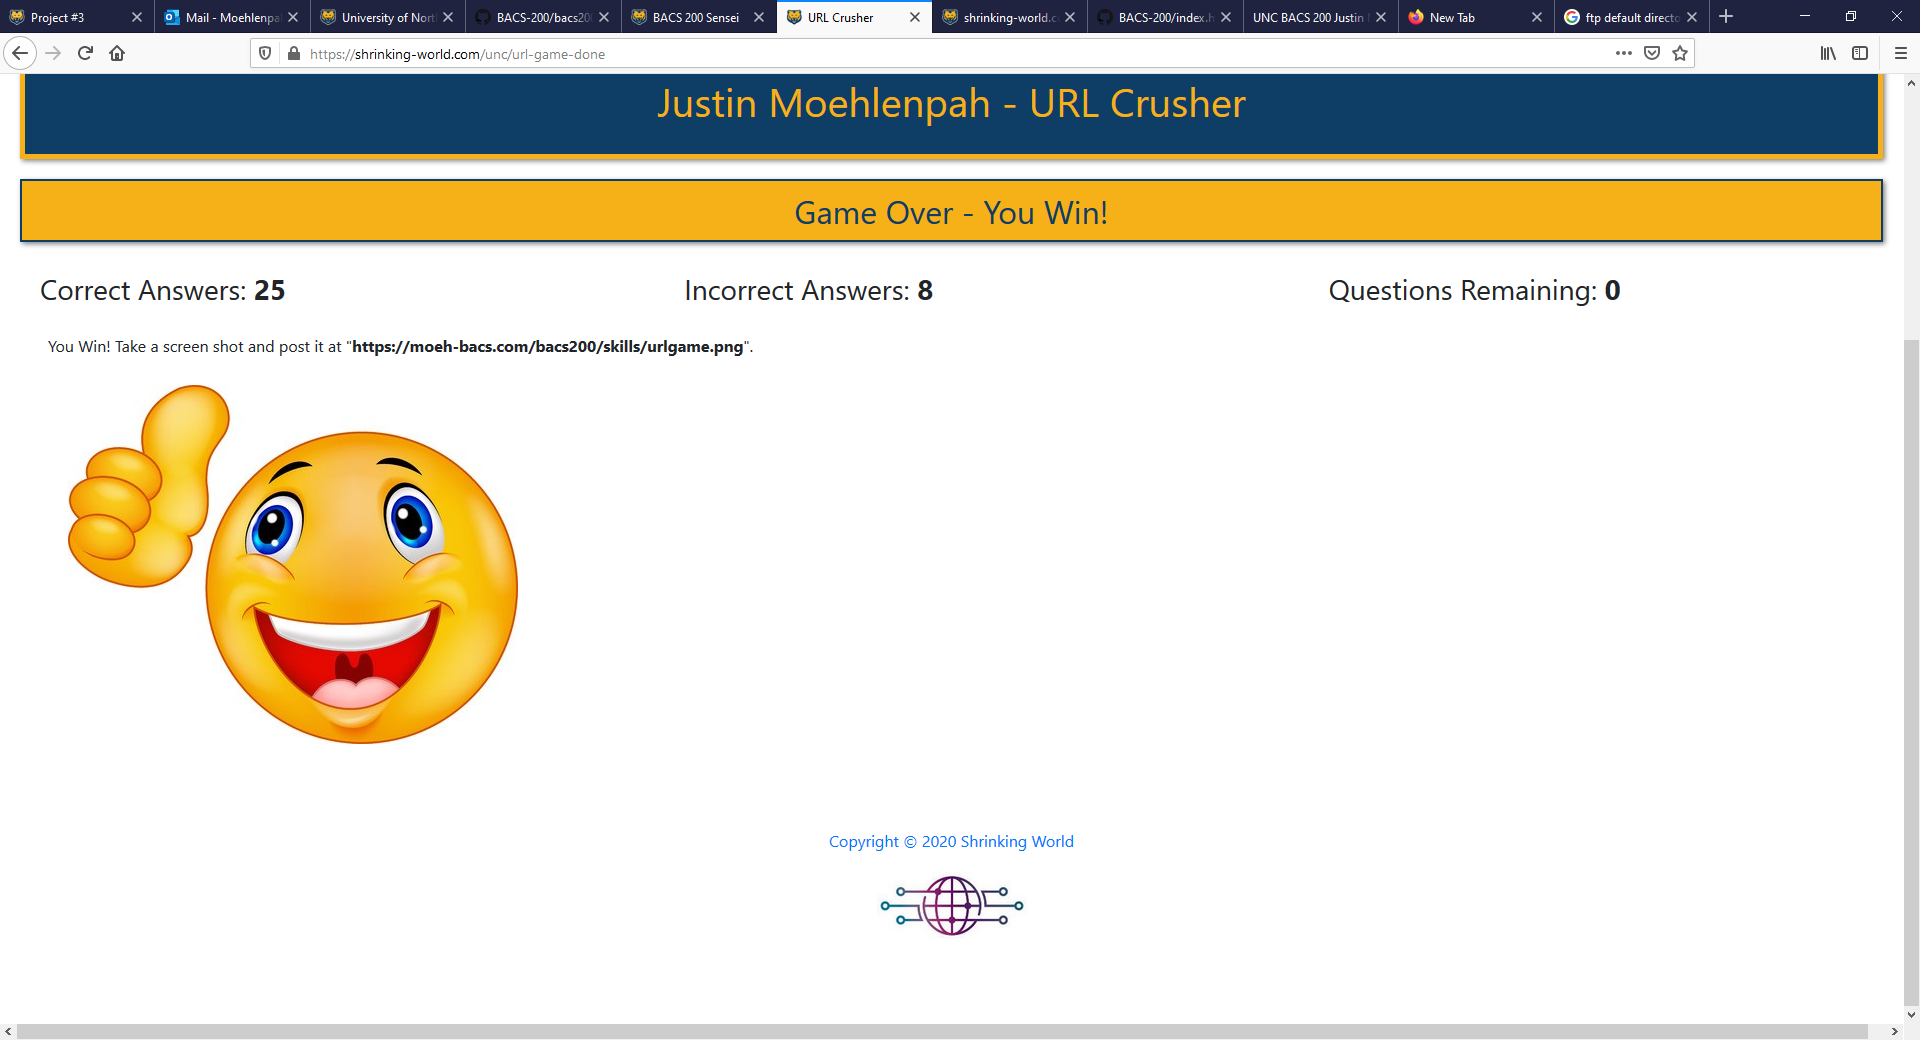 Project #3
Mail - Moehlenpa
University of Nort
BACS-200/bacs20
BACS 200 Sensei
URL Crusher
shrinking-world.c
BACS-200/index.h
UNC BACS 200 Justin
New Tab
ftp default directo
https://shrinking-world.com/unc/url-game-done
Justin Moehlenpah - URL Crusher
Game Over - You Win!
Correct Answers: 25
Incorrect Answers: 8
Questions Remaining: 0
You Win! Take a screen shot and post it at "https://moeh-bacs.com/bacs200/skills/urlgame.png".
Copyright © 2020 Shrinking World